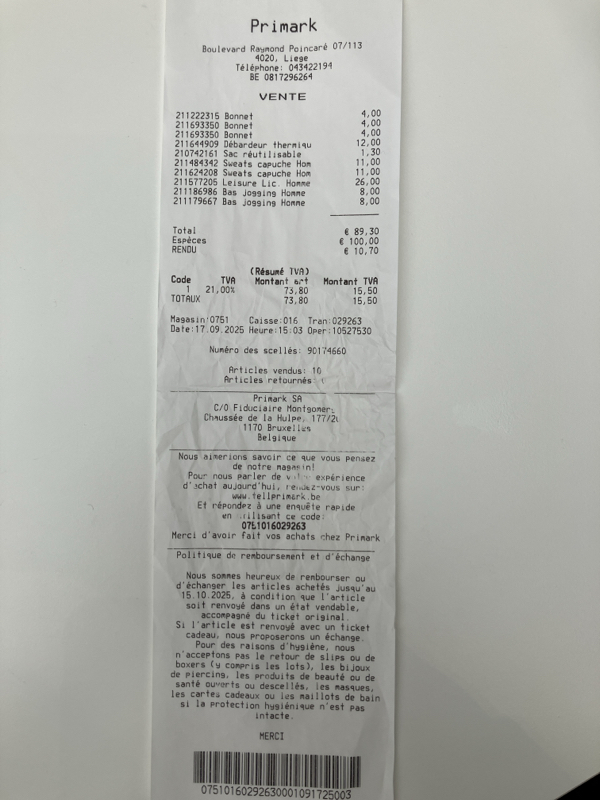 Primark
Boulevard Raymond Poincaré 07/113
4020, Liege
Téléphone: 043422194
BE 0817296264
VENTE
211222315 Bonnet 4,00
211693350 Bonnet 4,00
211693350 Bonnet 4,00
211644909 Débardeur thermiqu 12,00
210742161 Sac réutilisable 1,30
211484342 Sweats capuche Hom 11,00
211624208 Sweats capuche Hom 11,00
211577205 Leisure Lic. Homme 26,00
211186986 Bas jogging Homme 8,00
211179667 Bas jogging Homme 8,00
Total € 89,30
Espèces € 100,00
RENDU € 10,70
(Résumé TVA)
Code TVA Montant Montant TVA
1 21,00% 73,80 15,50
TOTAUX 73,80 15,50
Magasin:0751 Caisse:016 Tran:029263
Date:17.09.2025 Heure:15:03 Oper:10527530
Numéro des scellés: 90174660
Articles vendus: 10
Articles retournés:
Primark SA
C/O Fiduciaire Montgomery
Chaussée de la Hulpe,
1170 Bruxelles
Belgique
Nous aimerions savoir ce que vous pensez
de notre magasin!
Pour nous parler de votre expérience
d'achat aujourd'hui, rendez-vous sur:
www.tellprimark.be
Et répondez à une enquête rapide
en utilisant ce code:
0751016029263
Merci d'avoir fait vos achats chez Primark
Politique de remboursement et d'échange
Nous sommes heureux de rembourser ou
d'échanger les articles achetés jusqu'au
15.10.2025, à condition que l'article
soit renvoyé dans un état vendable,
accompagné du ticket original.
Si l'article est renvoyé avec un ticket
cadeau, nous proposerons un échange.
Pour des raisons d'hygiène, nous
n'acceptons pas le retour de slips ou de
boxers (y compris les lots), les bijoux
de piercing, les produits de beauté ou de
santé ouverts ou descellés, les masques,
les cartes cadeaux ou les maillots de bain
si la protection hygiénique n'est pas
intacte.
MERCI
07510160292630001091725003